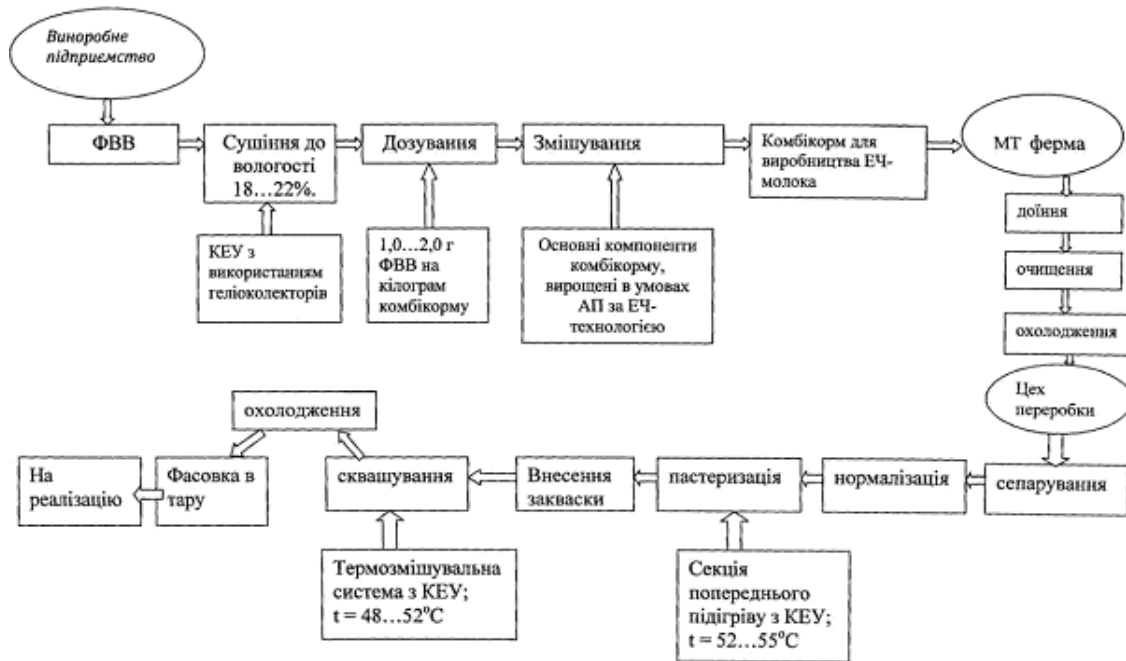 Виноробне
підприємство
ФВВ
Сушіння до
вологості
18…22%.
Дозування
Змішування
Комбікорм для
виробництва ЕЧ-
молока
МТ ферма
КЕУ з
використанням
геліоколекторів
1,0…2,0 г
ФВВ на
кілограм
комбікорму
Основні компоненти
комбікорму,
вирощені в умовах
АП за ЕЧ-
технологією
доїння
очищення
охолодження
Цех
переробки
сепарування
нормалізація
пастеризація
Внесення
закваски
сквашування
охолодження
Фасовка в
тару
На
реалізацію
Термозмішувальна
система з КЕУ;
t = 48…52°С
Секція
попереднього
підігріву з КЕУ;
t = 52…55°С